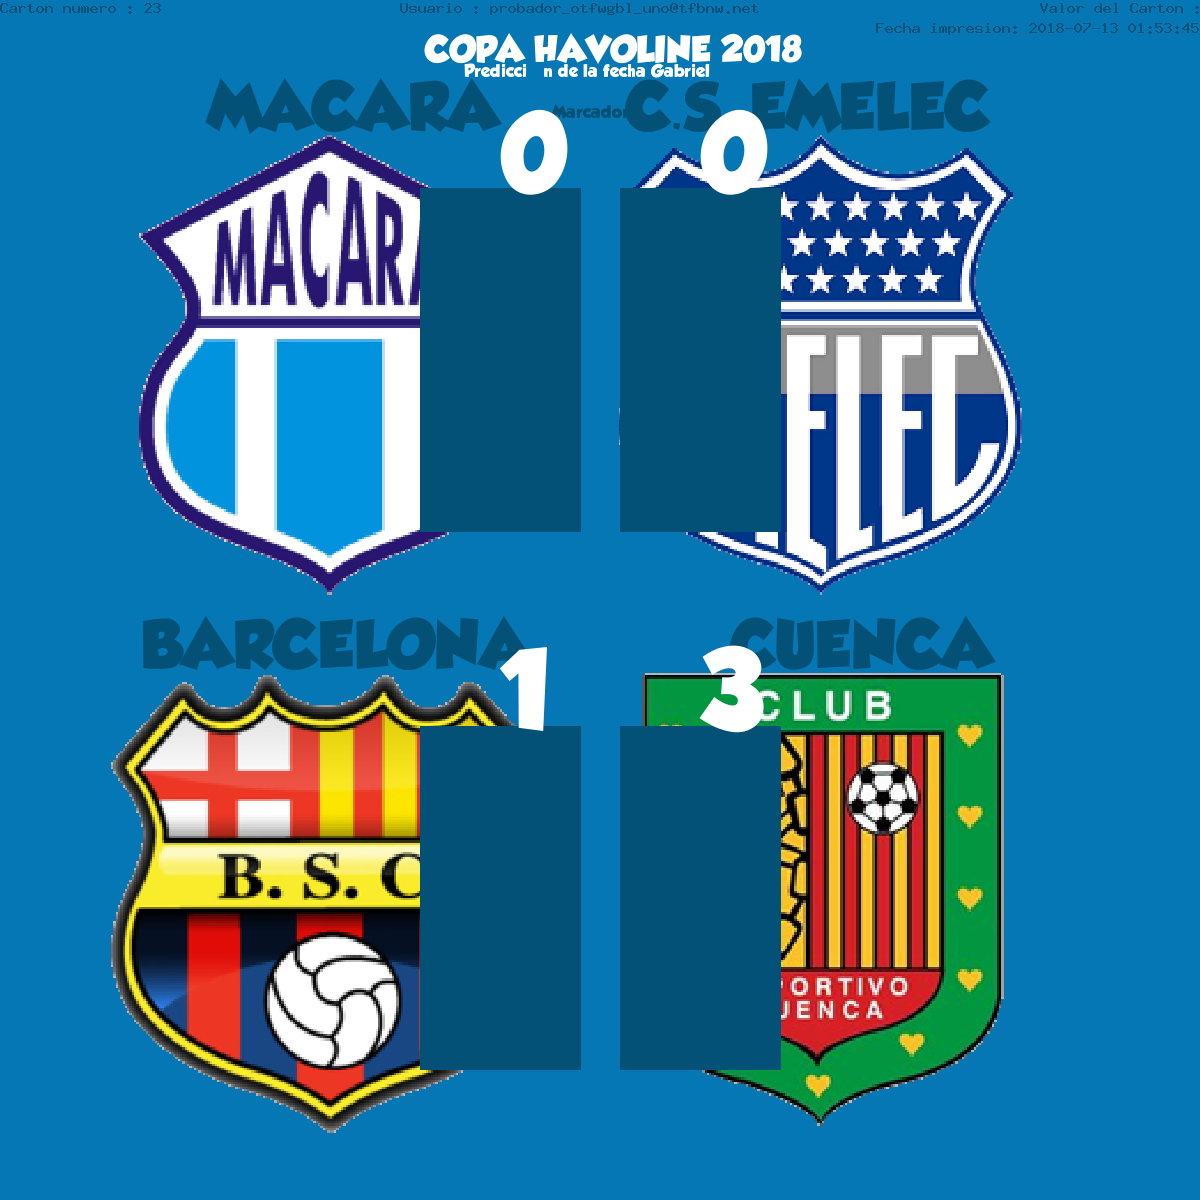 Carton numero : 23
Usuario : probador_otfwgbl_uno@tfbnw.net
Valor del Carton :
Fecha impresion: 2018-07-13 01:53:45
COPA HAVOLINE 2018
Predicci n de la fecha Gabriel
MACARA Marcador C.S. EMELEC
0 0
MACARA
ELEC
BARCELONA CUENCA
1 3
CLUB
B. S. C
PORTIVO
UENCA